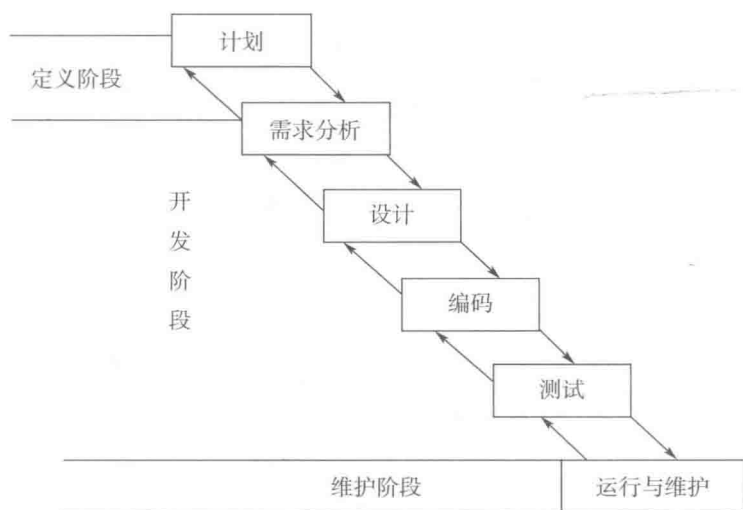 计划
定义阶段
需求分析
开发阶段
设计
编码
测试
维护阶段
运行与维护